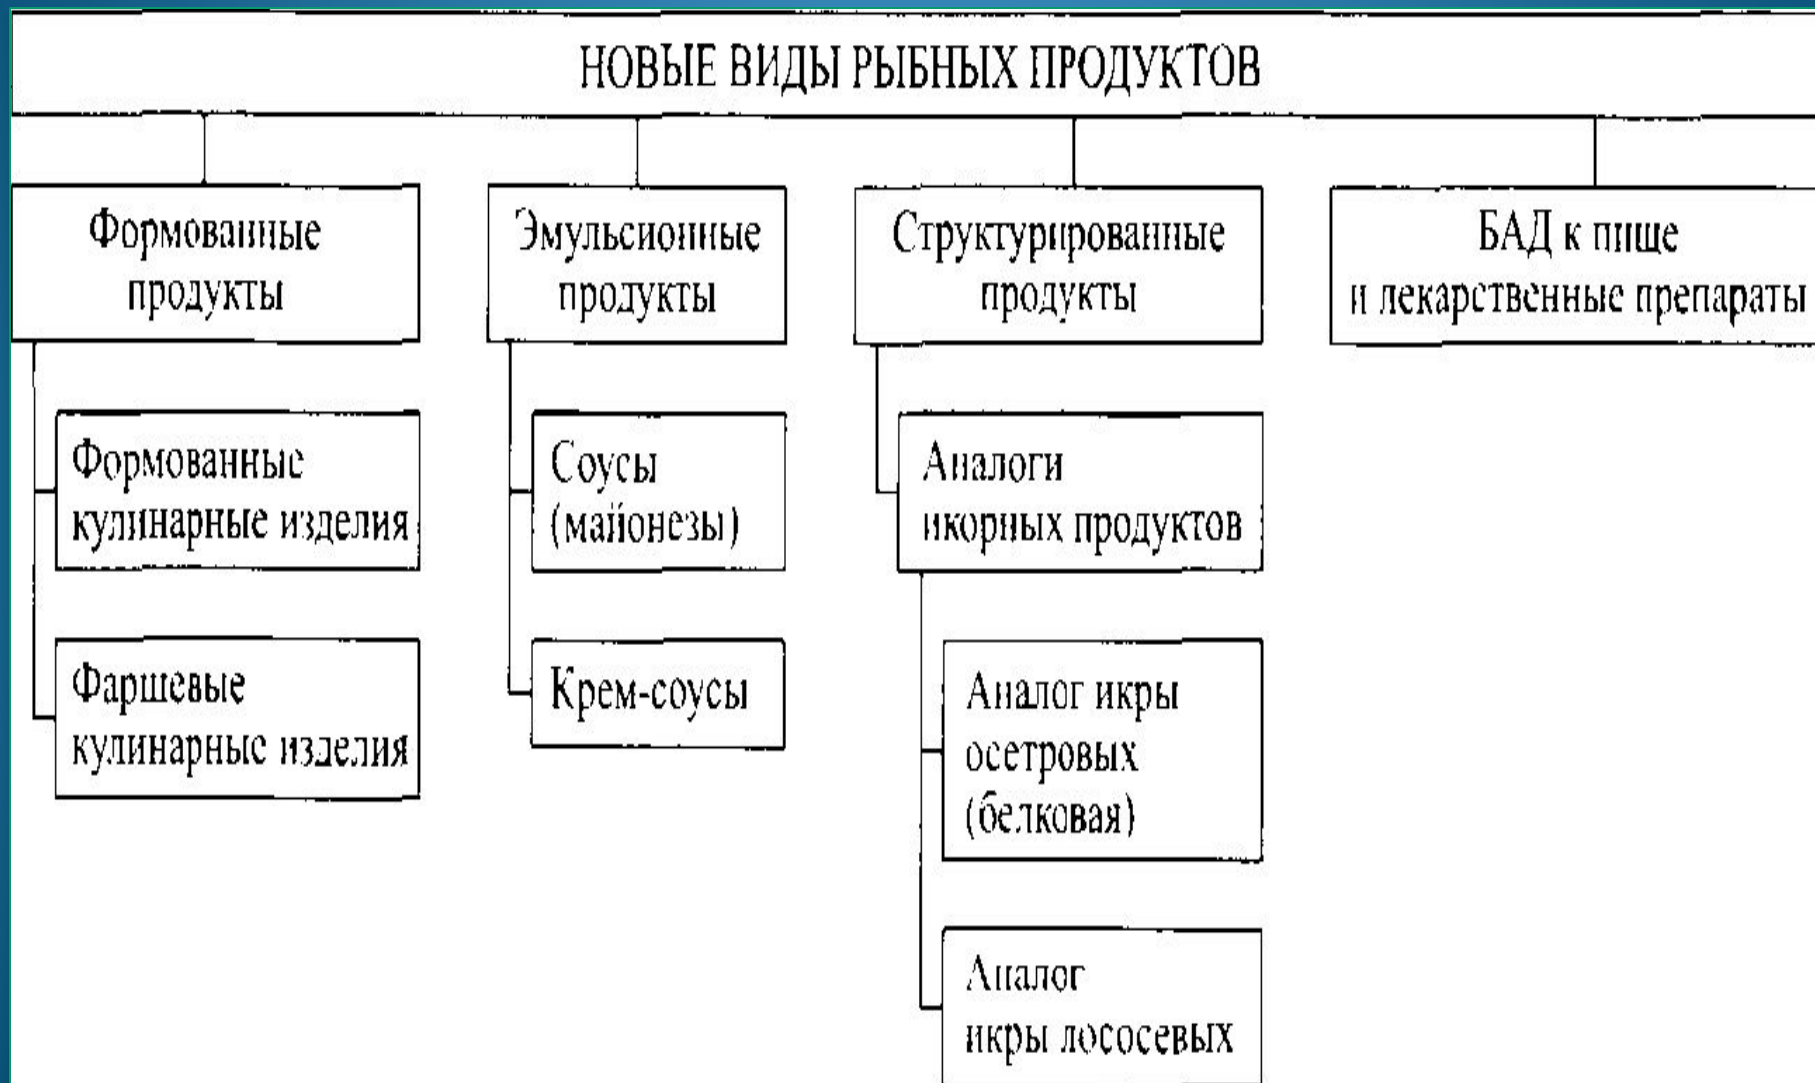 НОВЫЕ ВИДЫ РЫБНЫХ ПРОДУКТОВ
Формованные
продукты
Формованные
кулинарные изделия
Фаршевые
кулинарные изделия
Эмульсионные
продукты
Соусы
(майонезы)
Крем-соусы
Структурированные
продукты
Аналоги
икорных продуктов
Аналог икры
осетровых
(белковая)
Аналог
икры лососевых
БАД к пище
и лекарственные препараты